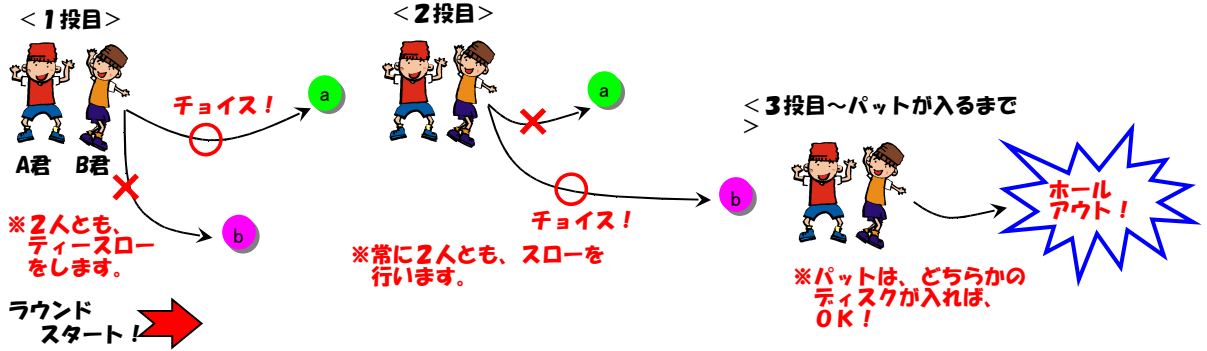 ＜１投目＞
a
チョイス！
A君
B君
b
※２人とも、
ティースロー
をします。
ラウンド
スタート！
＜２投目＞
a
b
チョイス！
※常に２人とも、スローを
行います。
＜３投目～パットが入るまで
＞
ホール
アウト！
※パットは、どちらかの
ディスクが入れば、
ＯＫ！